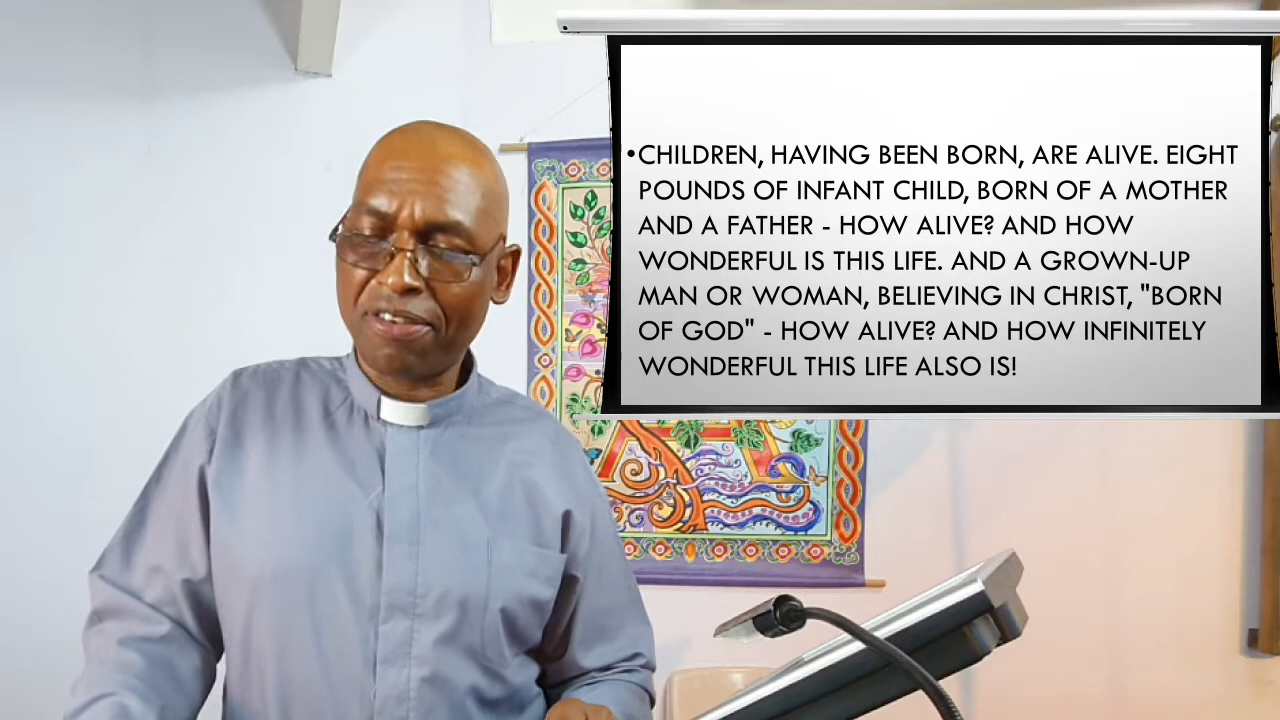 •CHILDREN, HAVING BEEN BORN, ARE ALIVE. EIGHT
POUNDS OF INFANT CHILD, BORN OF A MOTHER
AND A FATHER - HOW ALIVE? AND HOW
WONDERFUL IS THIS LIFE. AND A GROWN-UP
MAN OR WOMAN, BELIEVING IN CHRIST, "BORN
OF GOD" - HOW ALIVE? AND HOW INFINITELY
WONDERFUL THIS LIFE ALSO IS!